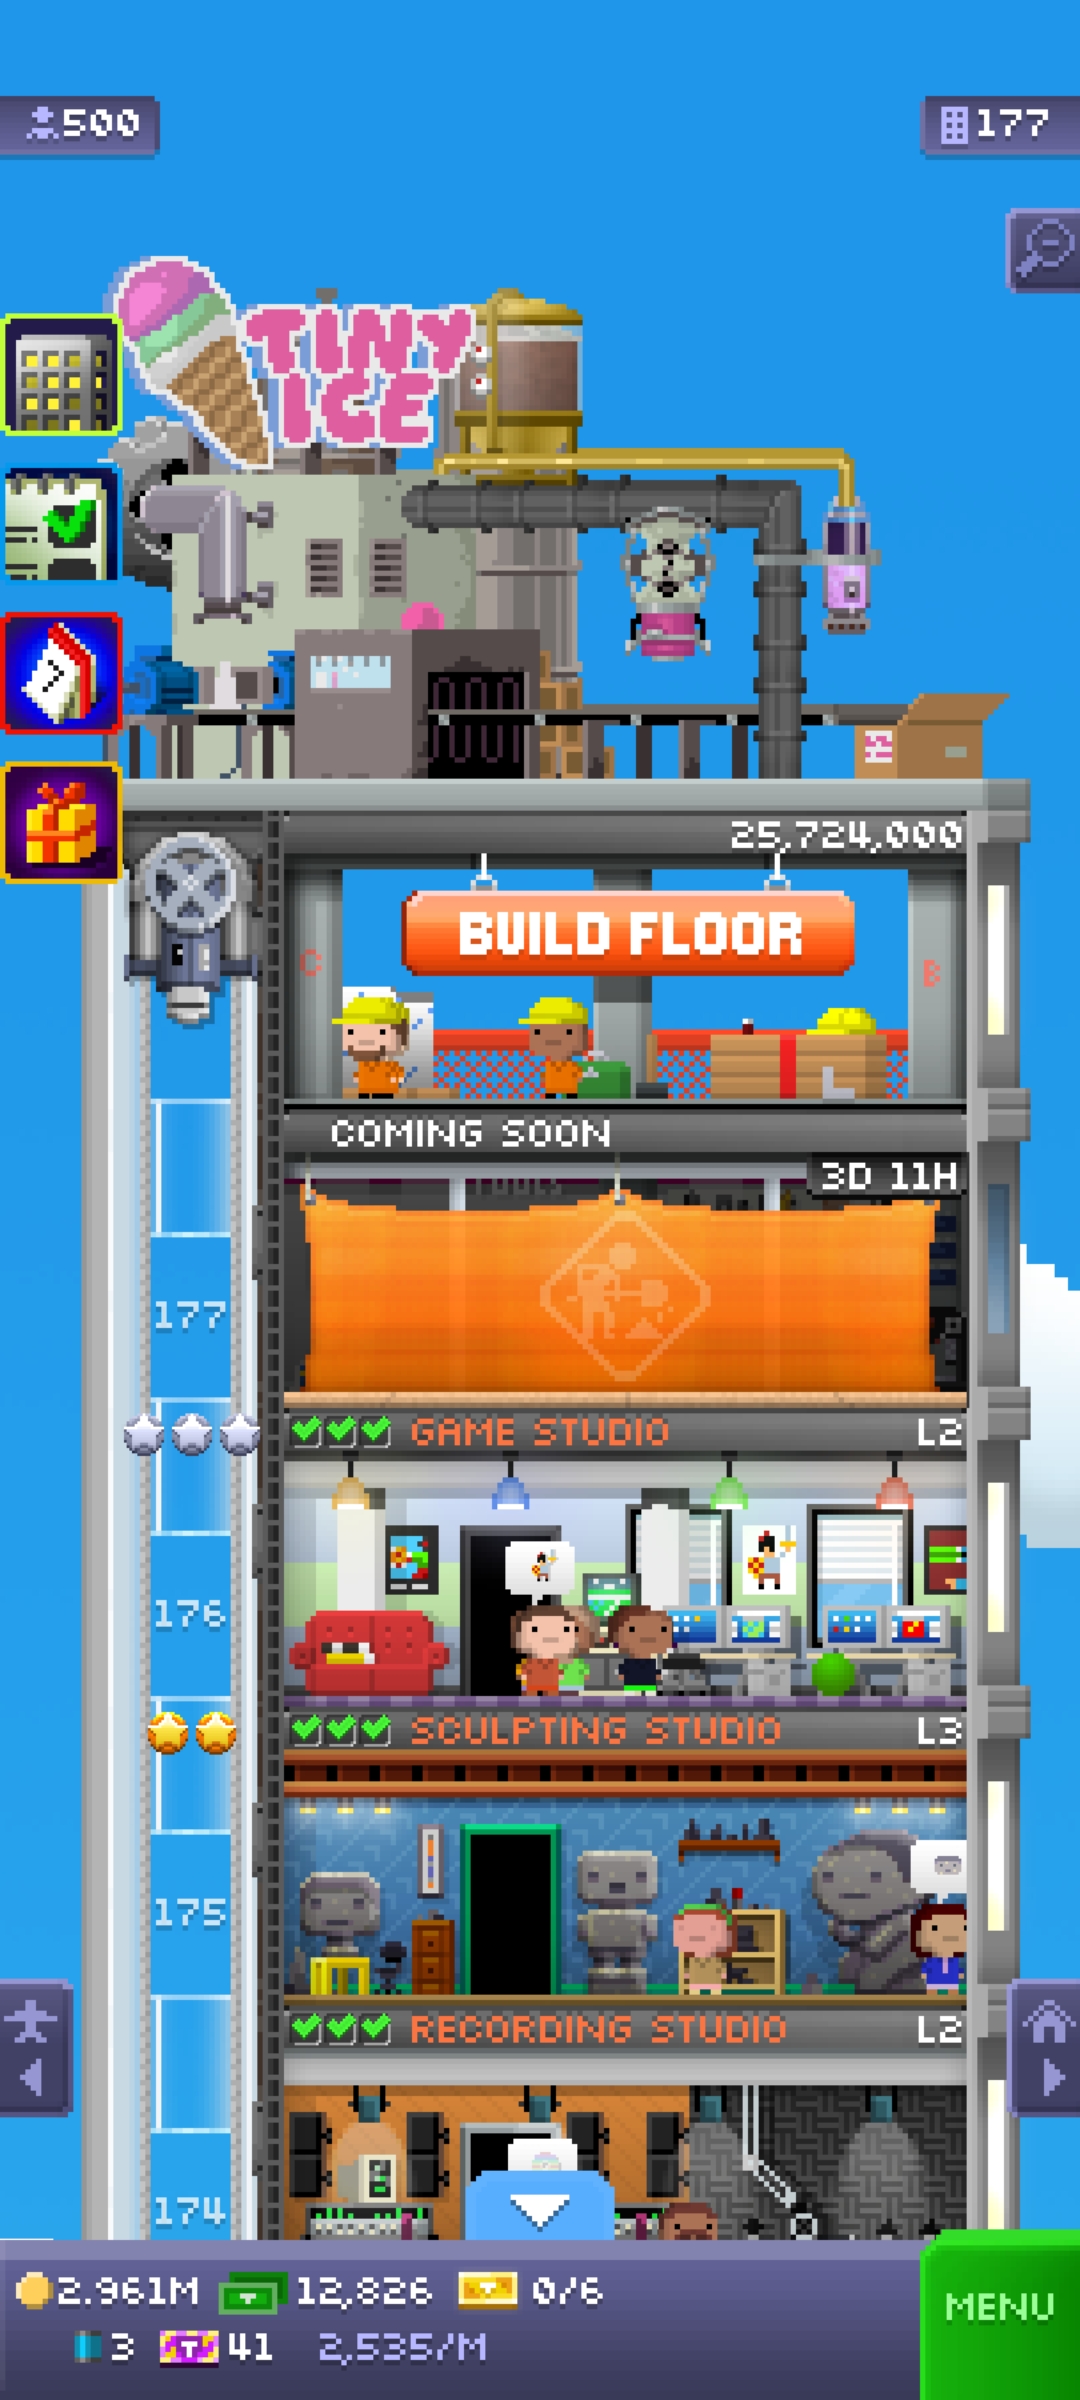 500
177
TINY
ICE
7
25,724,000
BUILD FLOOR
C
B
COMING SOON
3D 11H
177
GAME STUDIO
L2
176
SCULPTING STUDIO
L3
175
RECORDING STUDIO
L2
174
2.961M
12,826
0/6
MENU
3
T
41
2,535/M